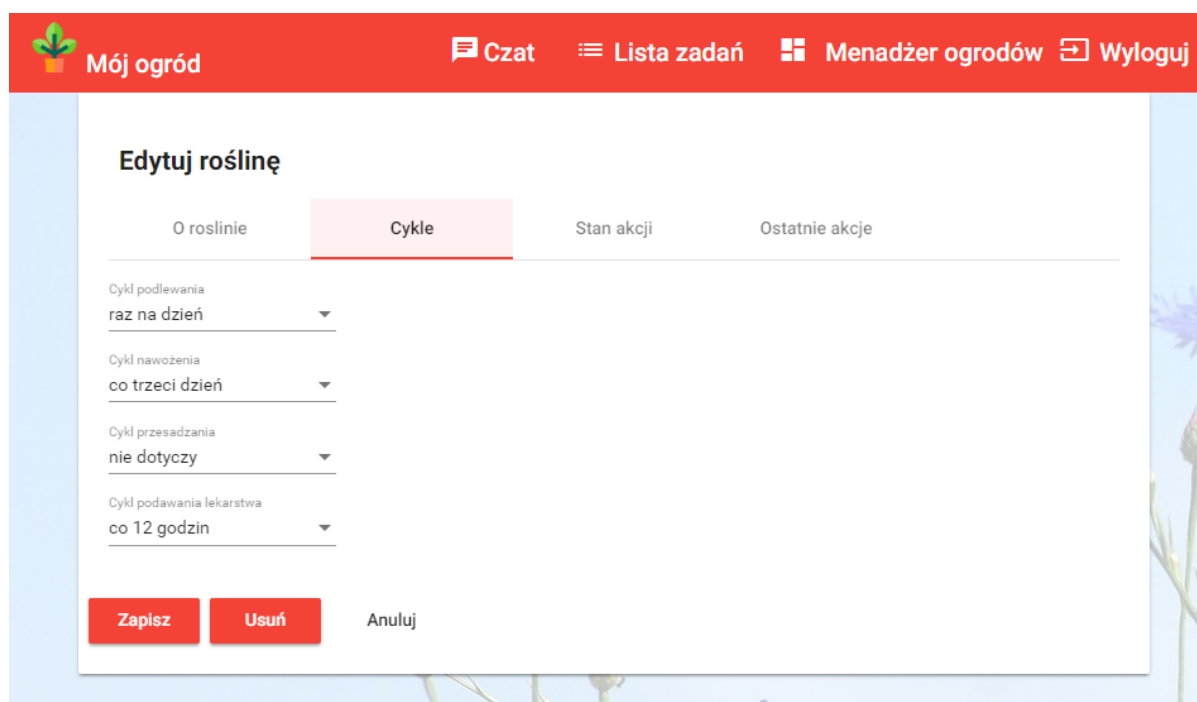 Mój ogród Czat Lista zadań Menadżer ogrodów Wyloguj
Edytuj roślinę
O roslinie Cykle Stan akcji Ostatnie akcje
Cykl podlewania
raz na dzień
Cykl nawożenia
co trzeci dzień
Cykl przesadzania
nie dotyczy
Cykl podawania lekarstwa
co 12 godzin
Zapisz Usuń Anuluj